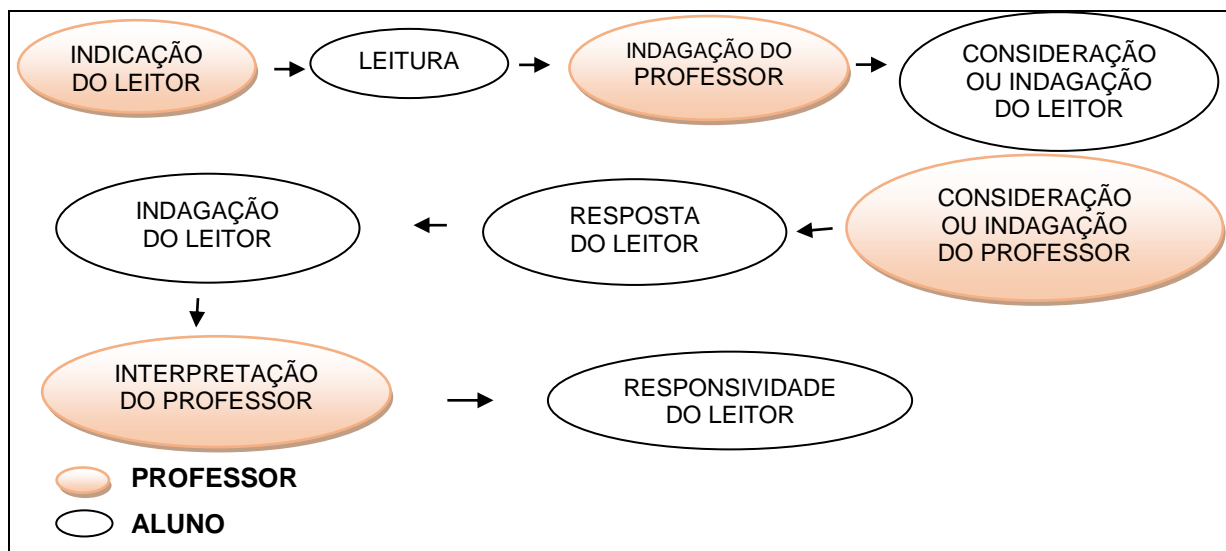 INDICAÇÃO
DO LEITOR
LEITURA
INDAGAÇÃO DO
PROFESSOR
CONSIDERAÇÃO
OU INDAGAÇÃO
DO LEITOR
CONSIDERAÇÃO
OU INDAGAÇÃO
DO PROFESSOR
RESPOSTA
DO LEITOR
INDAGAÇÃO
DO LEITOR
INTERPRETAÇÃO
DO PROFESSOR
RESPONSIVIDADE
DO LEITOR
PROFESSOR
ALUNO